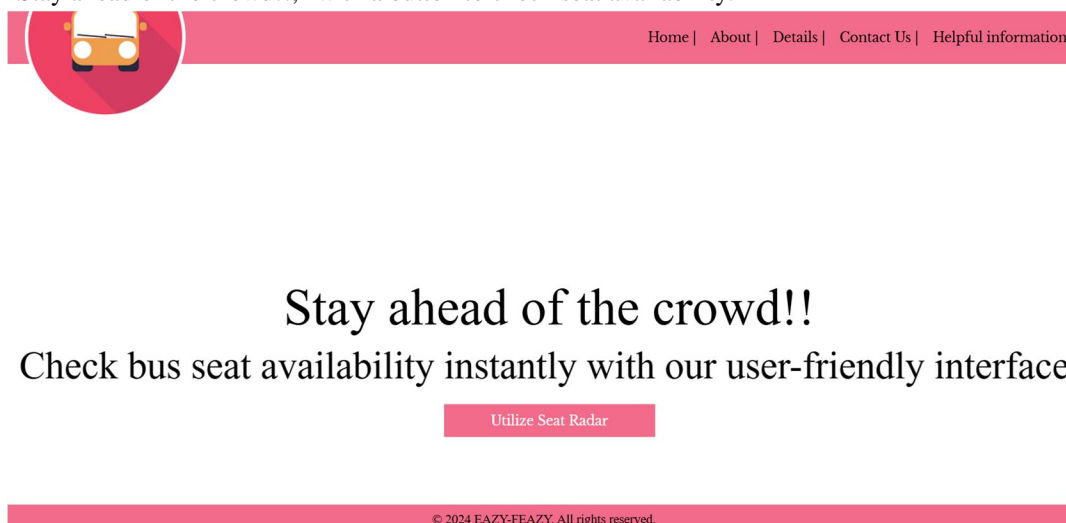 Home | About | Details | Contact Us | Helpful information
Stay ahead of the crowd!!
Check bus seat availability instantly with our user-friendly interface
Utilize Seat Radar
© 2024 EAZY-FEAZY. All rights reserved.